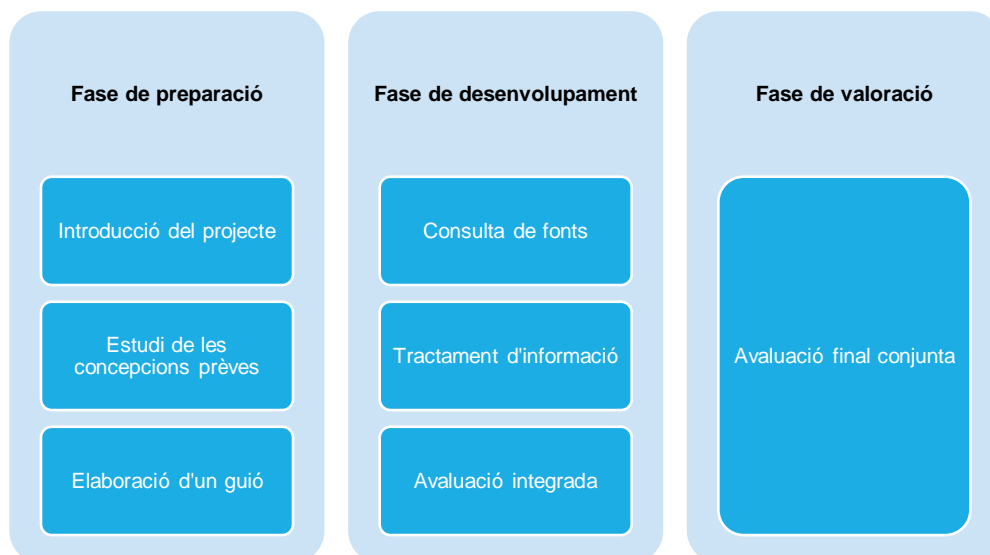 Fase de preparació
Introducció del projecte
Estudi de les
concepcions prèves
Elaboració d'un guió
Fase de desenvolupament
Consulta de fonts
Tractament d'informació
Avaluació integrada
Fase de valoració
Avaluació final conjunta